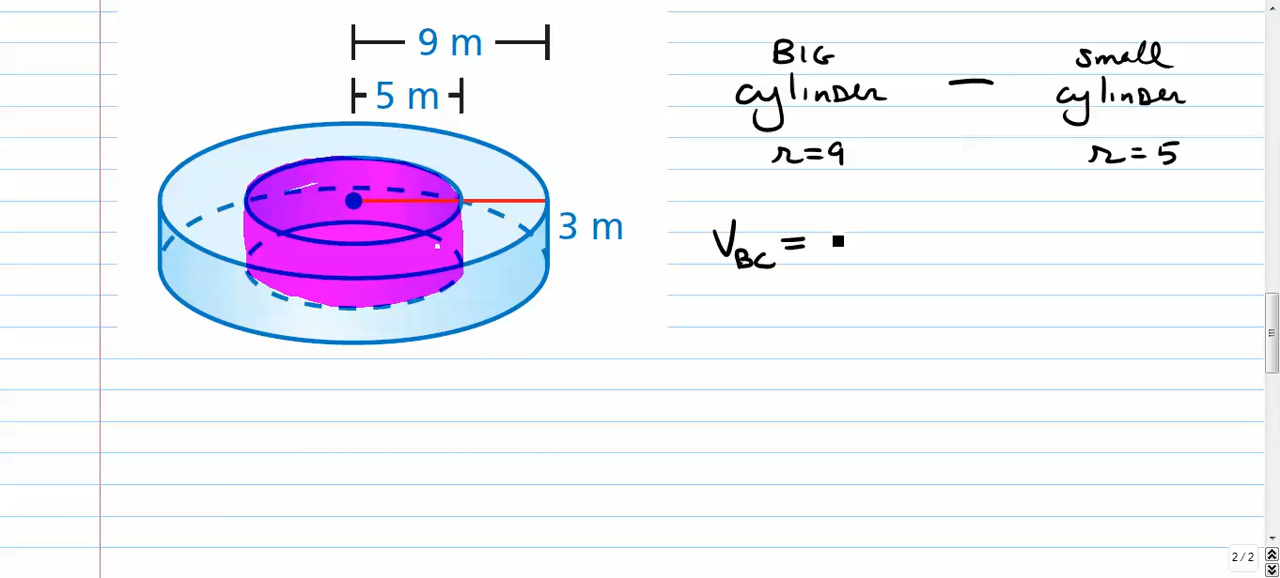 9 m
5 m
3 m
BIG
cylinder
—
small
cylinder
r=9
r=5
V_BC =
2 / 2